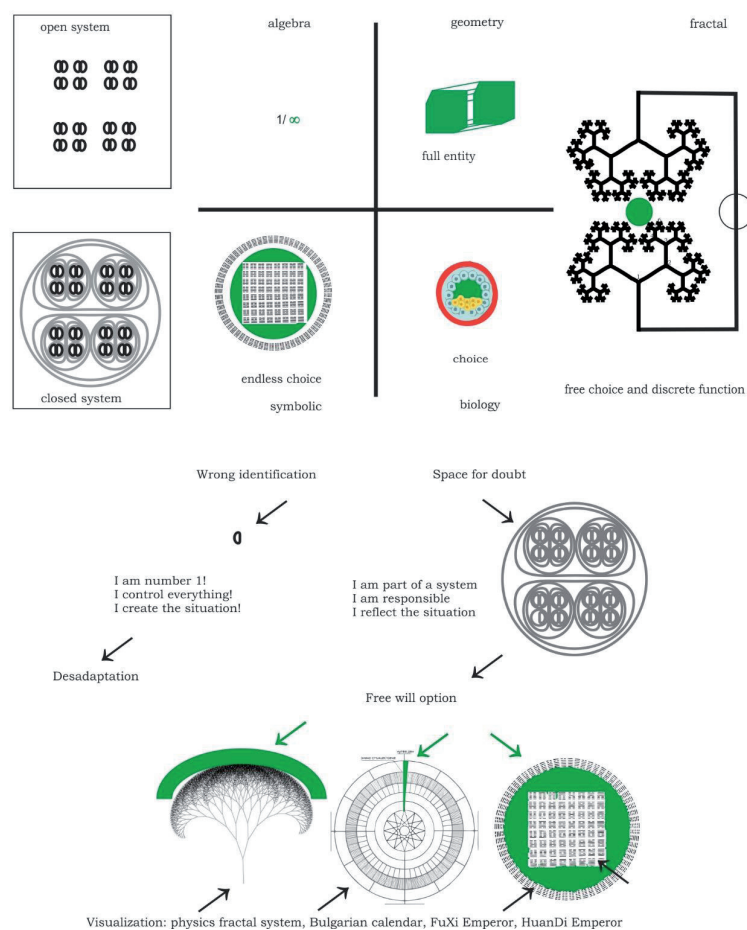 open system
algebra
geometry
fractal
1/∞
full entity
endless choice
choice
closed system
symbolic
biology
free choice and discrete function
Wrong identification
Space for doubt
I am number 1!
I control everything!
I create the situation!
I am part of a system
I am responsible
I reflect the situation
Desadaptation
Free will option
Visualization: physics fractal system, Bulgarian calendar, FuXi Emperor, HuanDi Emperor